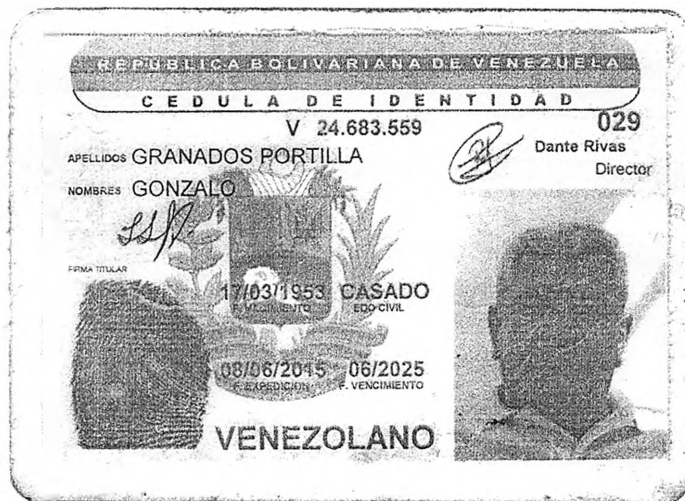 REPÚBLICA BOLIVARIANA DE VENEZUELA
CEDULA DE IDENTIDAD
V 24.683.559
029
Dante Rivas
Director
APELLIDOS GRANADOS PORTILLA
NOMBRES GONZALO
FIRMA TITULAR
17/03/1953 CASADO
F. NACIMIENTO EDO CIVIL
08/06/2015 06/2025
F. EXPEDICION F. VENCIMIENTO
VENEZOLANO